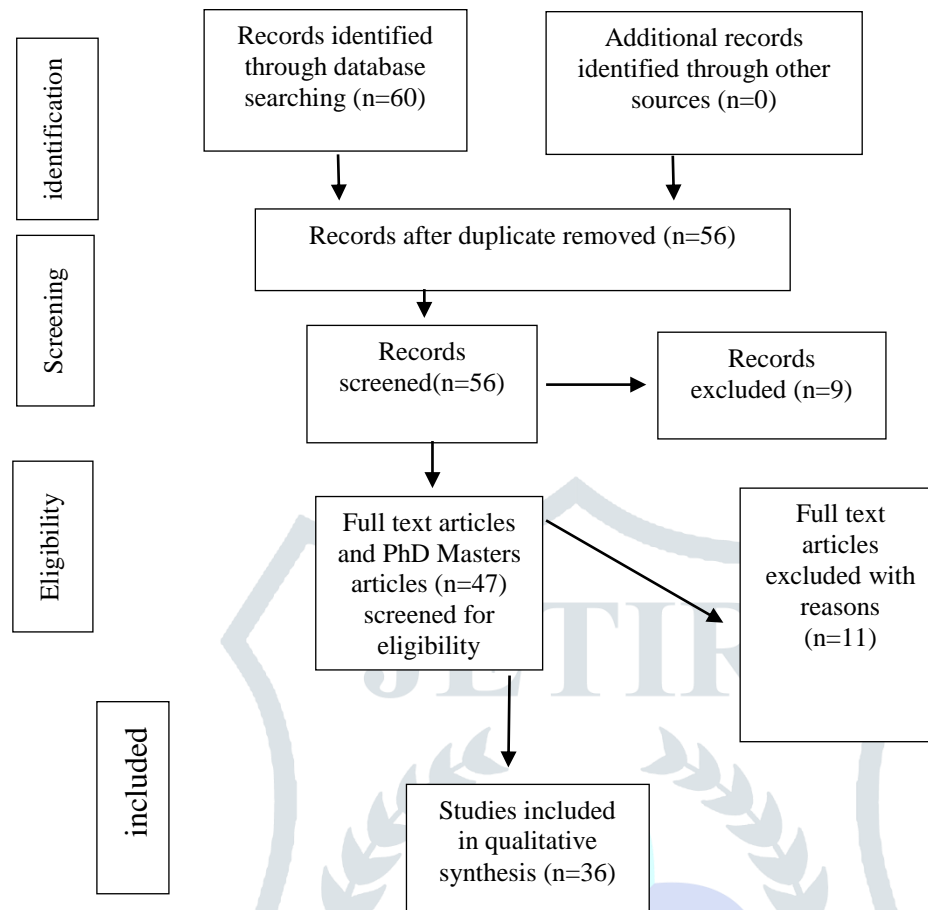 identification
Records identified
through database
searching (n=60)
Additional records
identified through other
sources (n=0)
Records after duplicate removed (n=56)
Screening
Records
screened(n=56)
Records
excluded (n=9)
Eligibility
Full text articles
and PhD Masters
articles (n=47)
screened for
eligibility
Full text
articles
excluded with
reasons
(n=11)
JETIR
included
Studies included
in qualitative
synthesis (n=36)